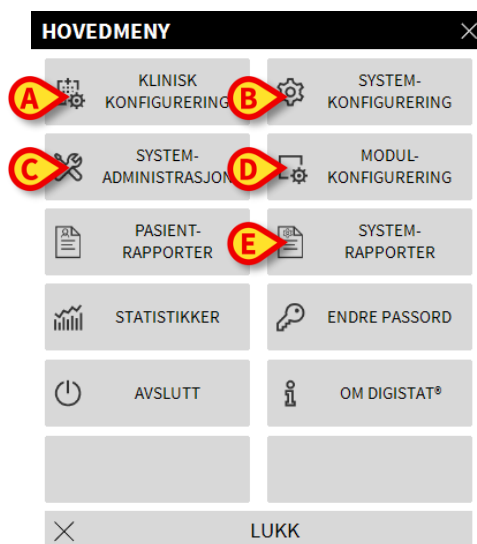 HOVEDMENY
A
KLINISK
KONFIGURERING
B
SYSTEM-
KONFIGURERING
C
SYSTEM-
ADMINISTRASJON
D
MODUL-
KONFIGURERING
PASIENT-
RAPPORTER
E
SYSTEM-
RAPPORTER
STATISTIKKER
ENDRE PASSORD
AVSLUTT
OM DIGISTAT®
LUKK